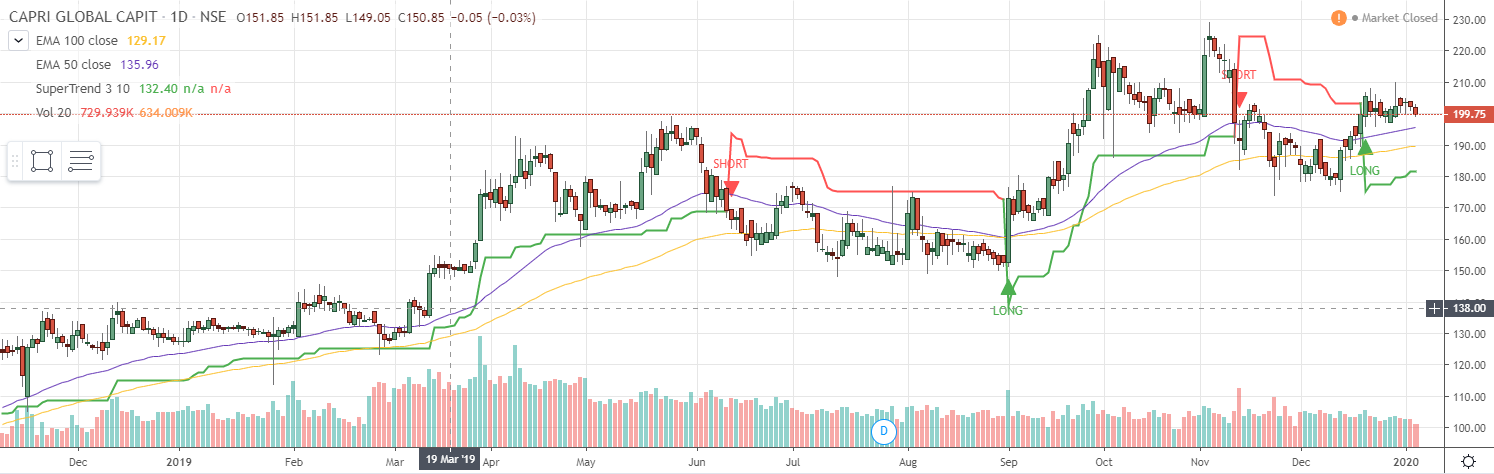 CAPRI GLOBAL CAPIT · 1D · NSE O151.85 H151.85 L149.05 C150.85 −0.05 (−0.03%)
! Market Closed
EMA 100 close 129.17
EMA 50 close 135.96
SuperTrend 3 10 132.40 n/a n/a
Vol 20 729.939K 634.009K
230.00
220.00
210.00
199.75
190.00
180.00
170.00
160.00
150.00
138.00
130.00
120.00
110.00
100.00
SHORT
LONG
SHORT
LONG
D
Dec 2019 Feb Mar 19 Mar '19 Apr May Jun Jul Aug Sep Oct Nov Dec 2020